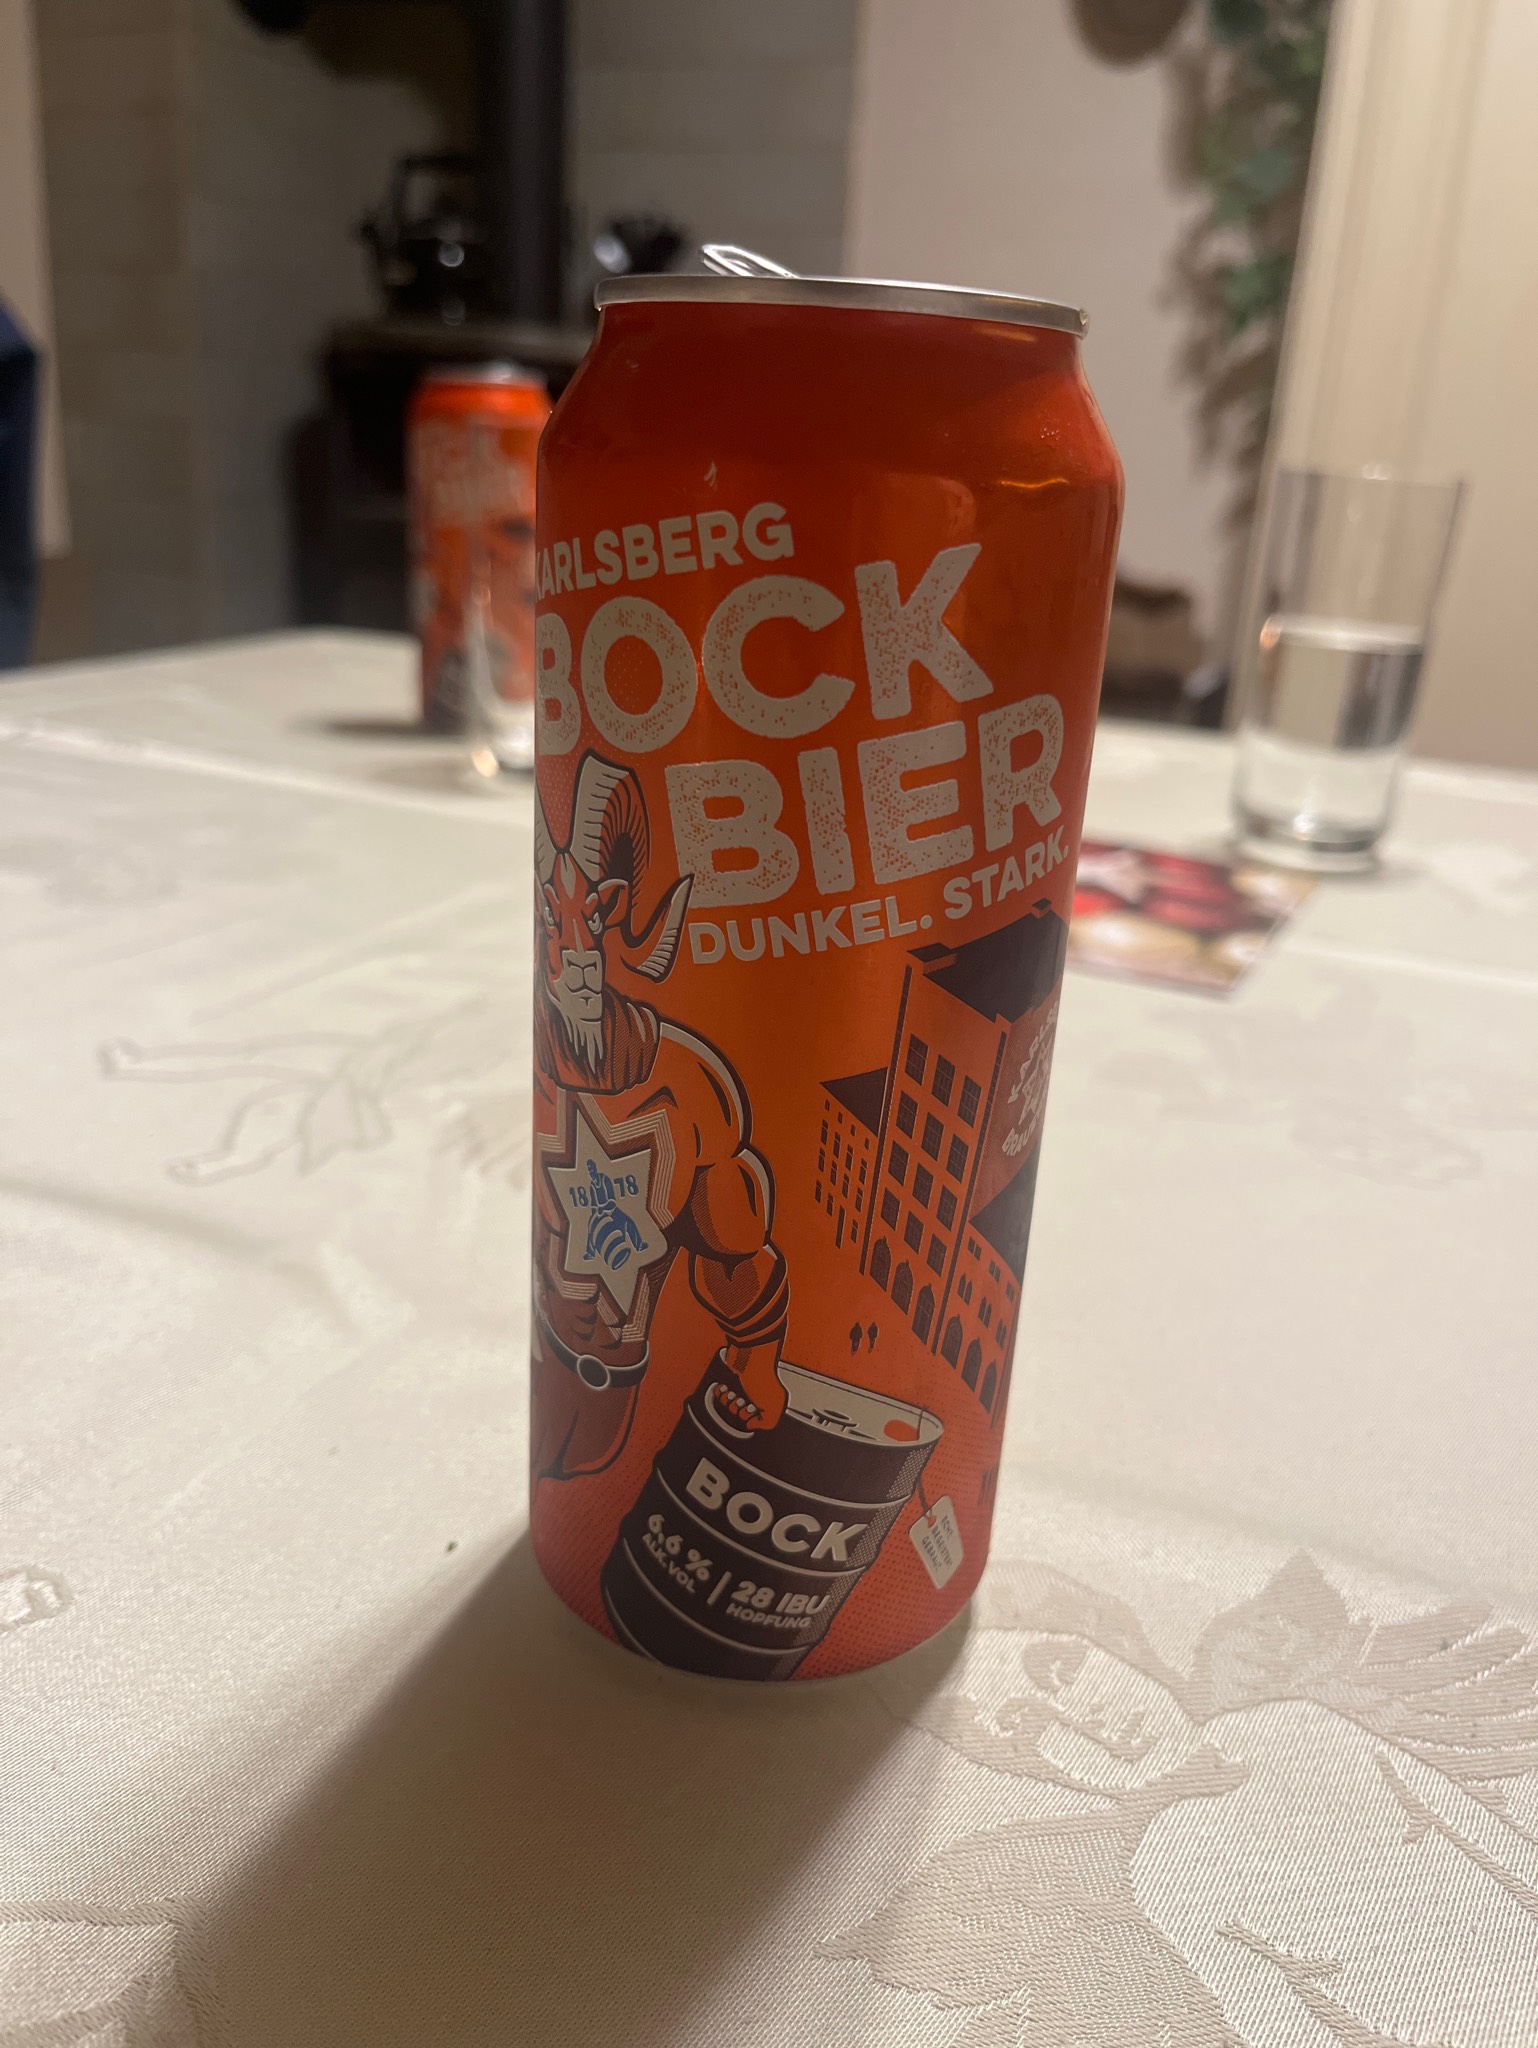 KARLSBERG
BOCK
BIER
DUNKEL. STARK.
18 78
BOCK
6,6 %
ALK.VOL
28 IBU
HOPFUNG